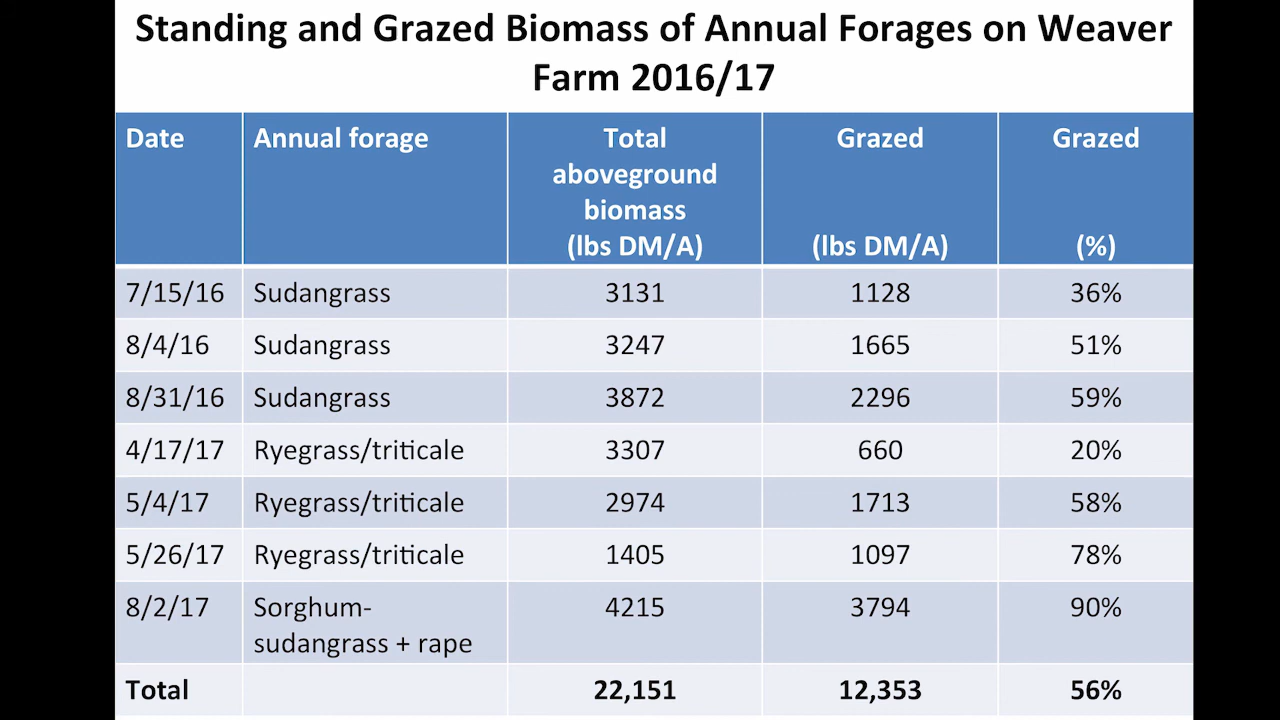 Standing and Grazed Biomass of Annual Forages on Weaver
Farm 2016/17
Date Annual forage Total aboveground biomass (lbs DM/A) Grazed (lbs DM/A) Grazed (%)
7/15/16 Sudangrass 3131 1128 36%
8/4/16 Sudangrass 3247 1665 51%
8/31/16 Sudangrass 3872 2296 59%
4/17/17 Ryegrass/triticale 3307 660 20%
5/4/17 Ryegrass/triticale 2974 1713 58%
5/26/17 Ryegrass/triticale 1405 1097 78%
8/2/17 Sorghum-sudangrass + rape 4215 3794 90%
Total 22,151 12,353 56%